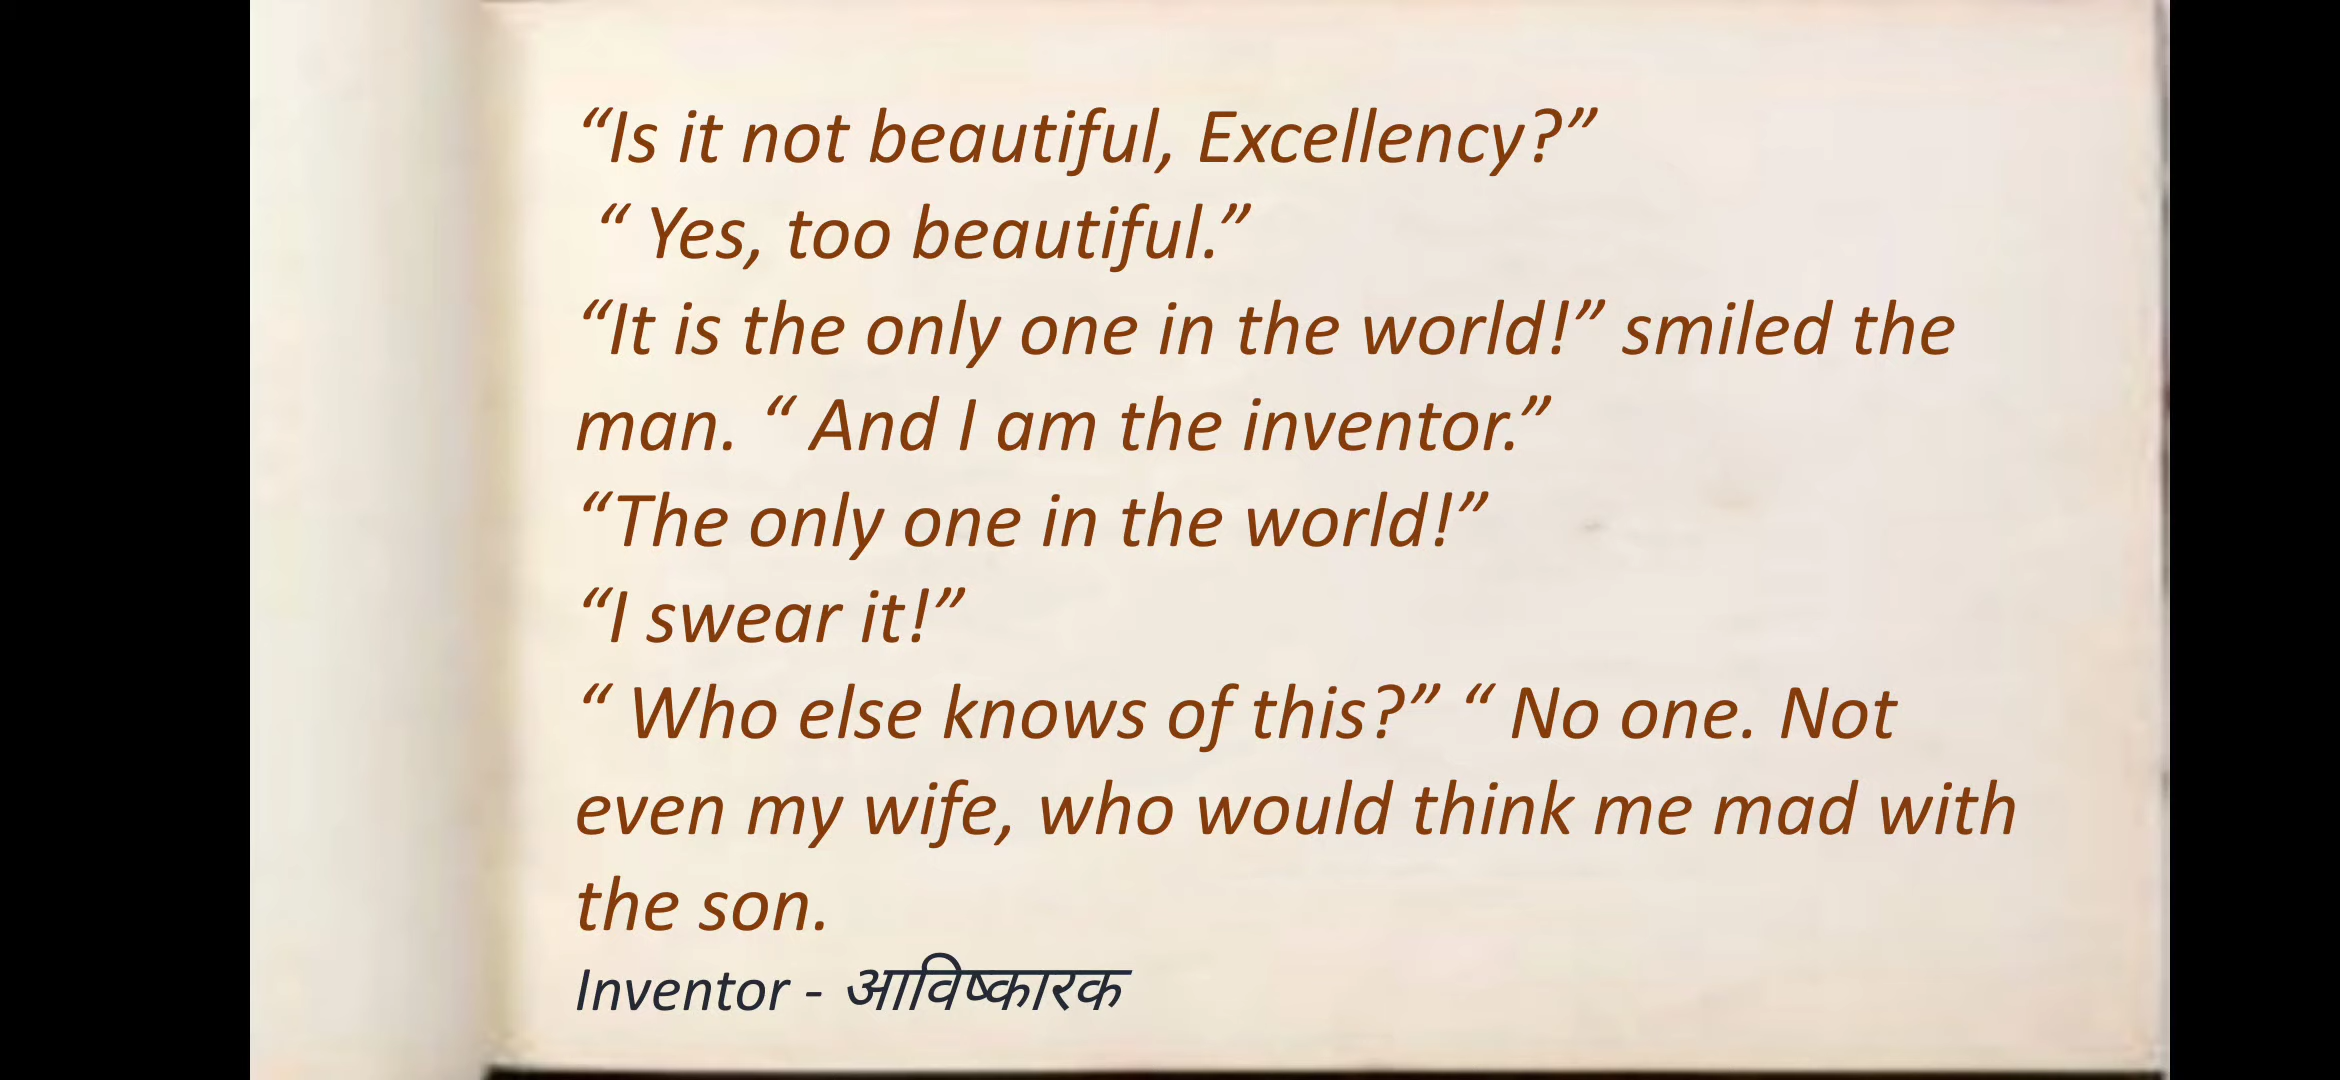 “Is it not beautiful, Excellency?”
“ Yes, too beautiful.”
“It is the only one in the world!” smiled the
man. “ And I am the inventor.”
“The only one in the world!”
“I swear it!”
“ Who else knows of this?” “ No one. Not
even my wife, who would think me mad with
the son.
Inventor - आविष्कारक